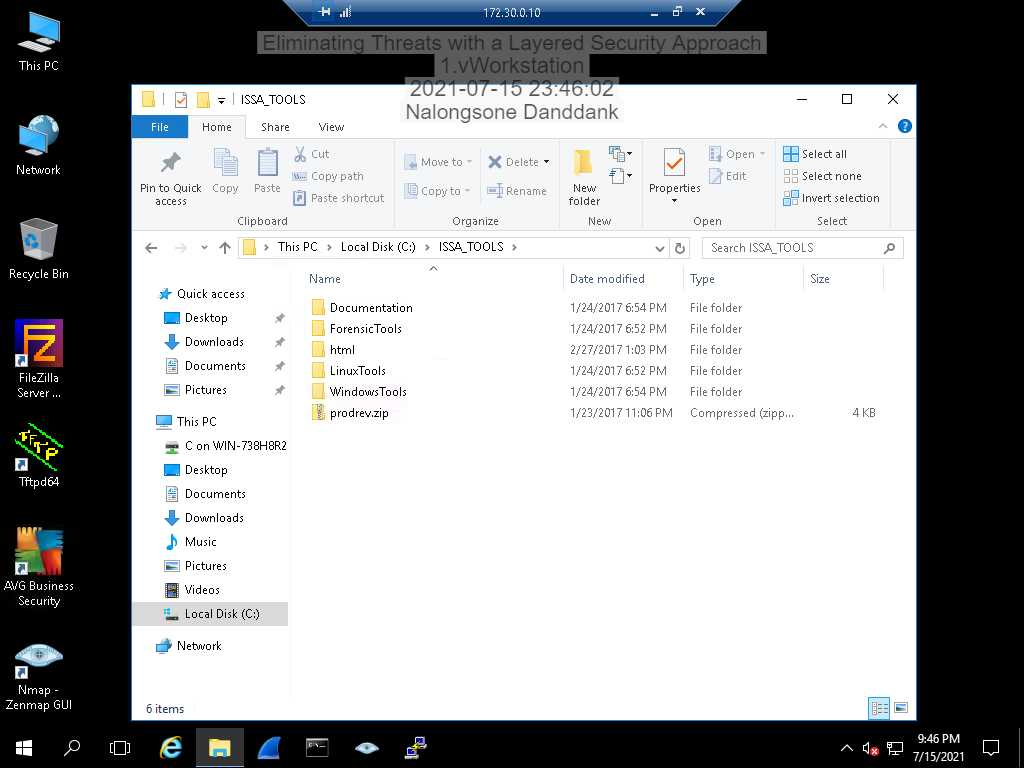 172.30.0.10
Eliminating Threats with a Layered Security Approach
1.vWorkstation
2021-07-15 23:46:02
Nalongsone Danddank
This PC
Network
Recycle Bin
FileZilla
Server ...
Tftpd64
AVG Business
Security
Nmap -
Zenmap GUI
ISSA_TOOLS
File Home Share View
Pin to Quick
access
Copy
Paste
Cut
Copy path
Paste shortcut
Clipboard
Move to
Copy to
Delete
Rename
Organize
New
folder
New
Properties
Open
Edit
Open
Select all
Select none
Invert selection
Select
This PC Local Disk (C:) ISSA_TOOLS
Search ISSA_TOOLS
Quick access
Desktop
Downloads
Documents
Pictures
This PC
C on WIN-738H8R2
Desktop
Documents
Downloads
Music
Pictures
Videos
Local Disk (C:)
Network
Name Date modified Type Size
Documentation 1/24/2017 6:54 PM File folder
ForensicTools 1/24/2017 6:52 PM File folder
html 2/27/2017 1:03 PM File folder
LinuxTools 1/24/2017 6:52 PM File folder
WindowsTools 1/24/2017 6:54 PM File folder
prodrev.zip 1/23/2017 11:06 PM Compressed (zipp... 4 KB
6 items
9:46 PM
7/15/2021